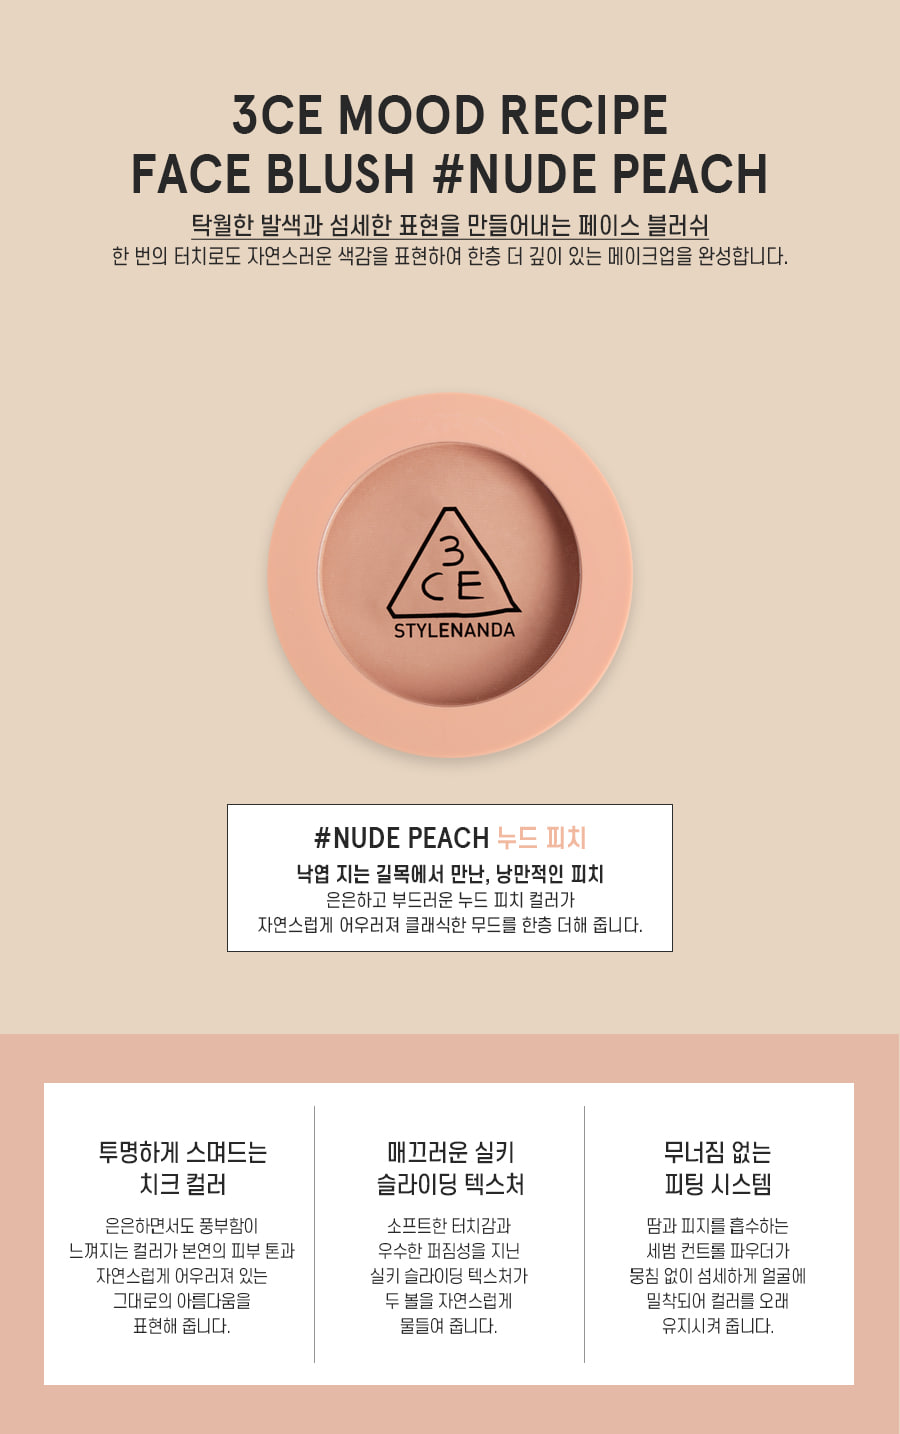 3CE MOOD RECIPE
FACE BLUSH #NUDE PEACH
탁월한 발색과 섬세한 표현을 만들어내는 페이스 블러쉬
한 번의 터치로도 자연스러운 색감을 표현하여 한층 더 깊이 있는 메이크업을 완성합니다.
3
CE
STYLENANDA
#NUDE PEACH 누드 피치
낙엽 지는 길목에서 만난, 낭만적인 피치
은은하고 부드러운 누드 피치 컬러가
자연스럽게 어우러져 클래식한 무드를 한층 더해 줍니다.
투명하게 스며드는
치크 컬러
은은하면서도 풍부함이
느껴지는 컬러가 본연의 피부 톤과
자연스럽게 어우러져 있는
그대로의 아름다움을
표현해 줍니다.
매끄러운 실키
슬라이딩 텍스처
소프트한 터치감과
우수한 퍼짐성을 지닌
실키 슬라이딩 텍스처가
두 볼을 자연스럽게
물들여 줍니다.
무너짐 없는
피팅 시스템
땀과 피지를 흡수하는
세범 컨트롤 파우더가
뭉침 없이 섬세하게 얼굴에
밀착되어 컬러를 오래
유지시켜 줍니다.